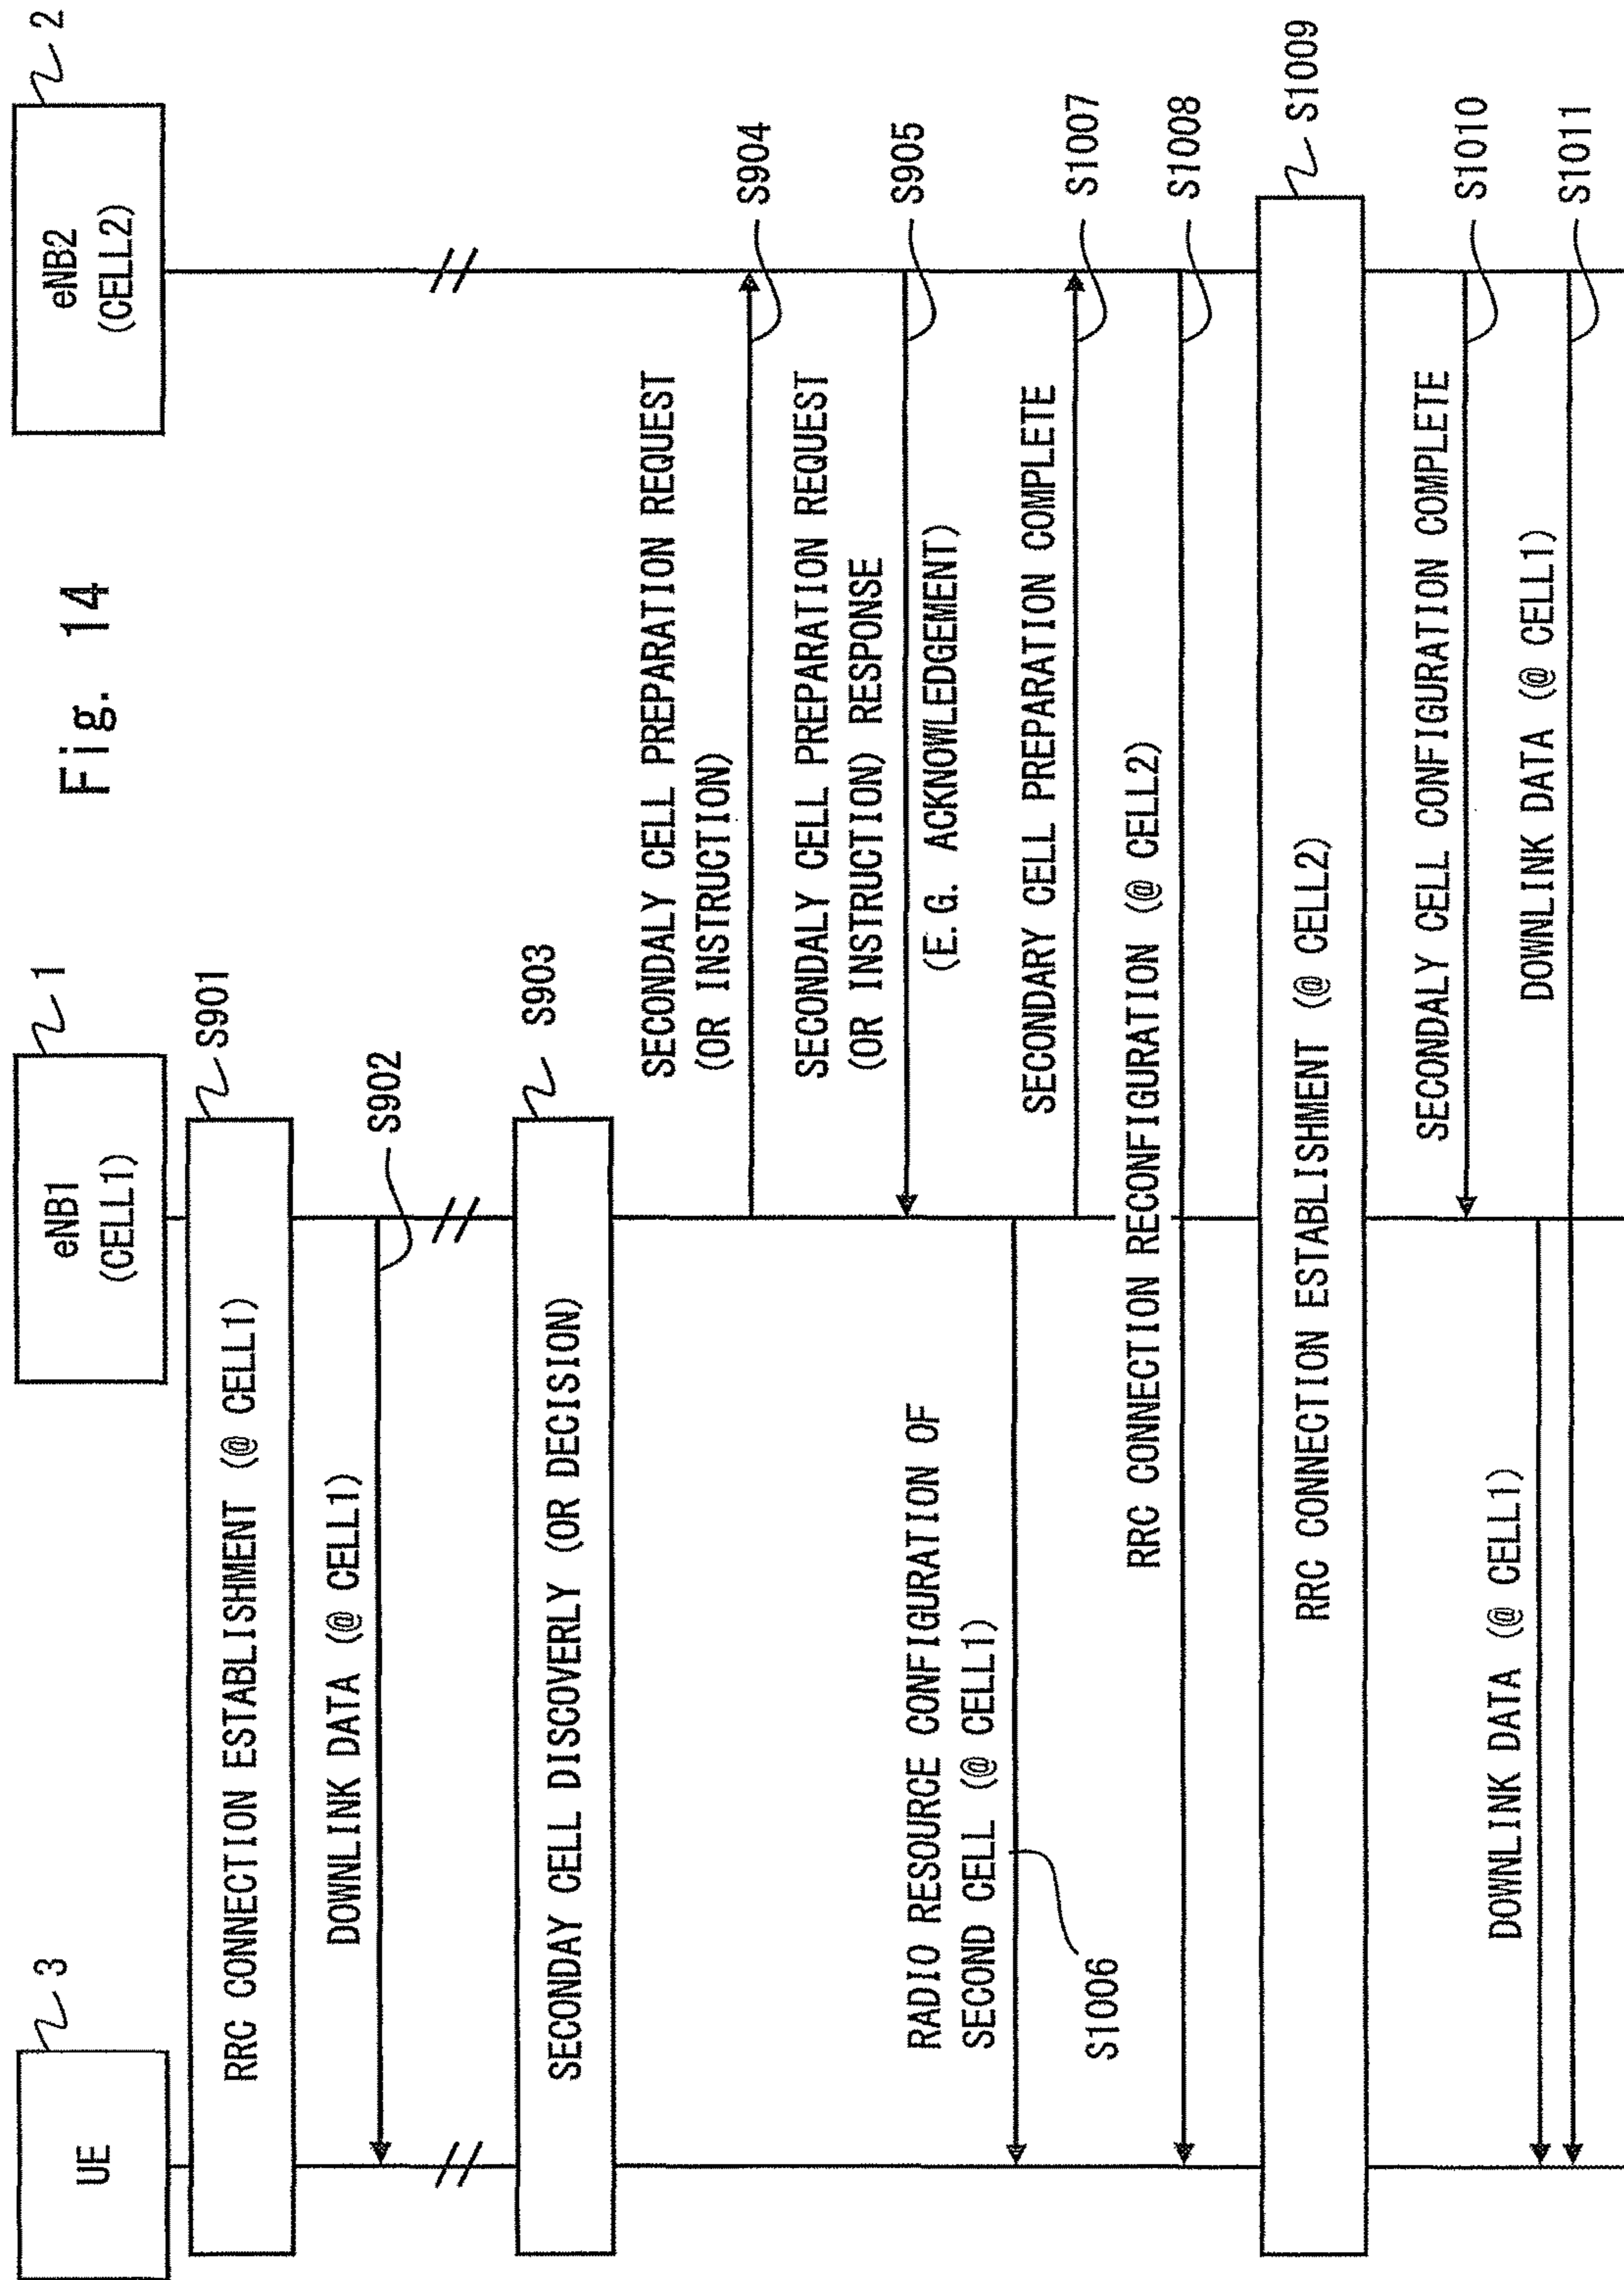 Fig. 14
UE
3
eNB1
(CELL1)
1
eNB2
(CELL2)
2
RRC CONNECTION ESTABLISHMENT (@ CELL1)
S901
DOWNLINK DATA (@ CELL1)
S902
SECONDAY CELL DISCOVERLY (OR DECISION)
S903
SECONDALY CELL PREPARATION REQUEST
(OR INSTRUCTION)
S904
SECONDALY CELL PREPARATION REQUEST
(OR INSTRUCTION) RESPONSE
(E. G. ACKNOWLEDGEMENT)
S905
RADIO RESOURCE CONFIGURATION OF
SECOND CELL (@ CELL1)
S1006
SECONDARY CELL PREPARATION COMPLETE
S1007
RRC CONNECTION RECONFIGURATION (@ CELL2)
S1008
RRC CONNECTION ESTABLISHMENT (@ CELL2)
S1009
SECONDALY CELL CONFIGURATION COMPLETE
S1010
DOWNLINK DATA (@ CELL1)
DOWNLINK DATA (@ CELL1)
S1011